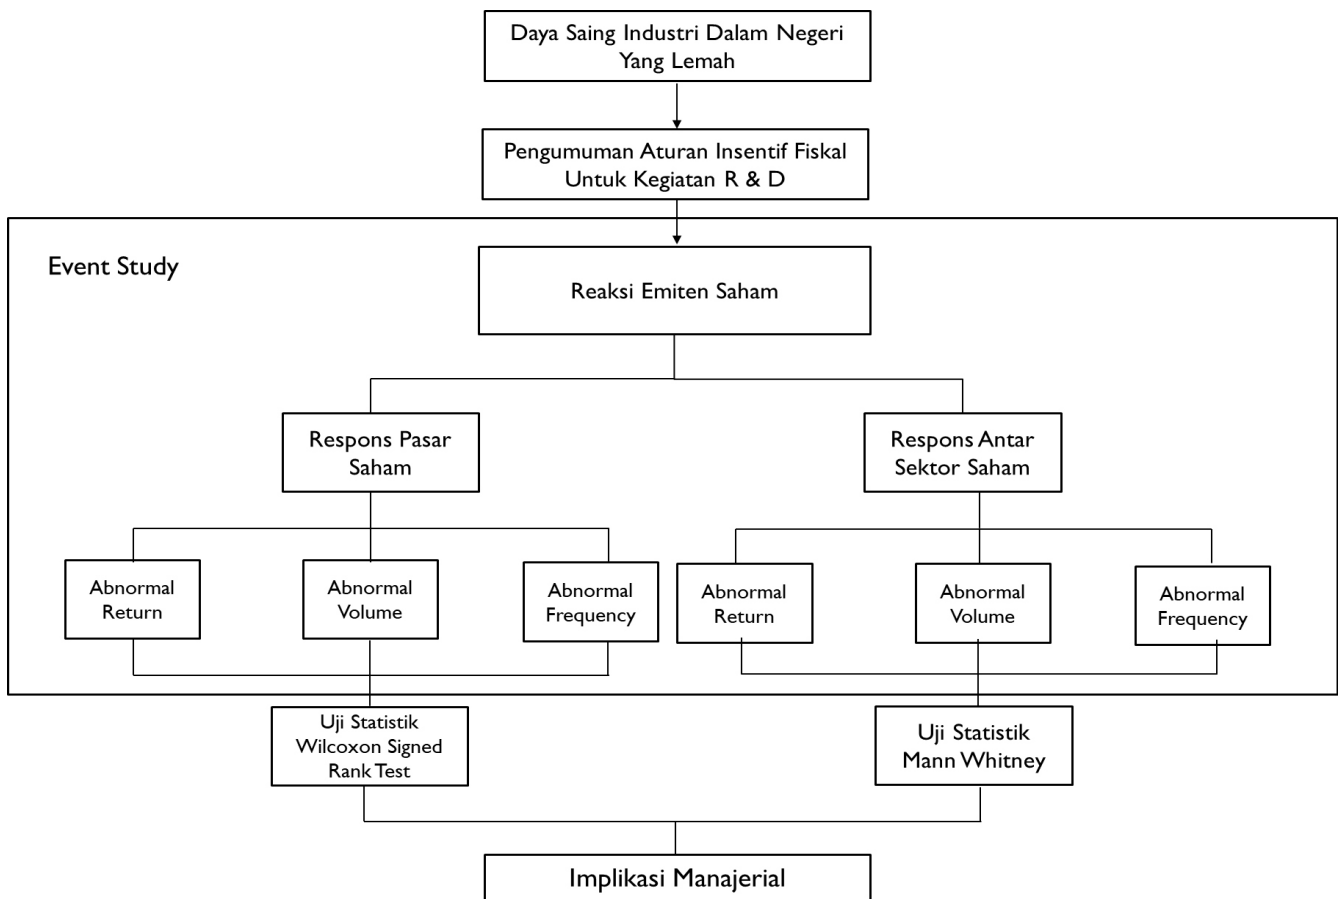 Daya Saing Industri Dalam Negeri
Yang Lemah
Pengumuman Aturan Insentif Fiskal
Untuk Kegiatan R & D
Event Study
Reaksi Emiten Saham
Respons Pasar
Saham
Respons Antar
Sektor Saham
Abnormal
Return
Abnormal
Volume
Abnormal
Frequency
Abnormal
Return
Abnormal
Volume
Abnormal
Frequency
Uji Statistik
Wilcoxon Signed
Rank Test
Uji Statistik
Mann Whitney
Implikasi Manajerial